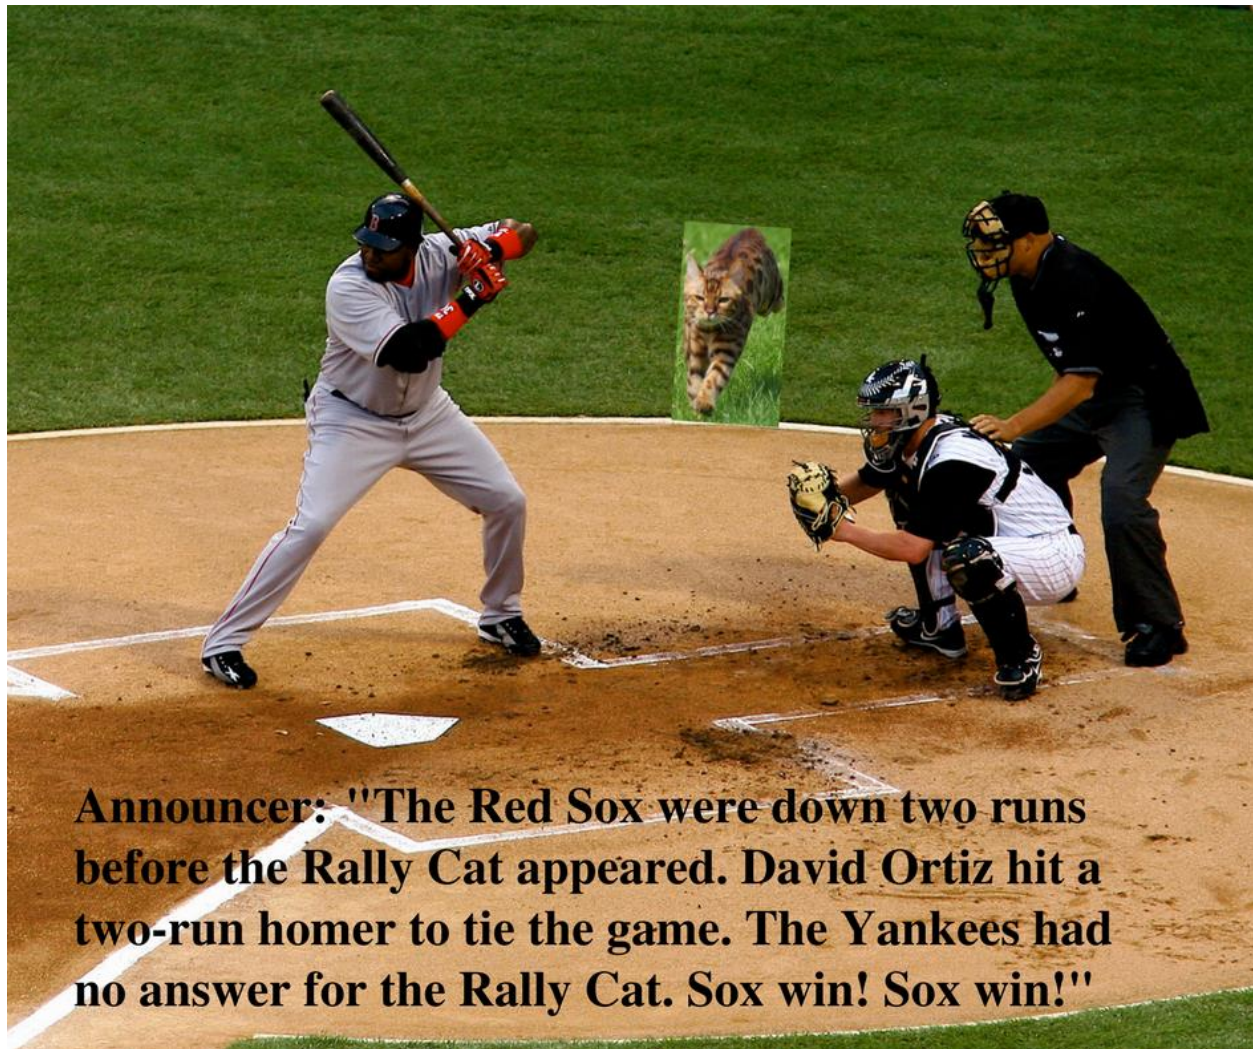 Announcer: "The Red Sox were down two runs
before the Rally Cat appeared. David Ortiz hit a
two-run homer to tie the game. The Yankees had
no answer for the Rally Cat. Sox win! Sox win!"